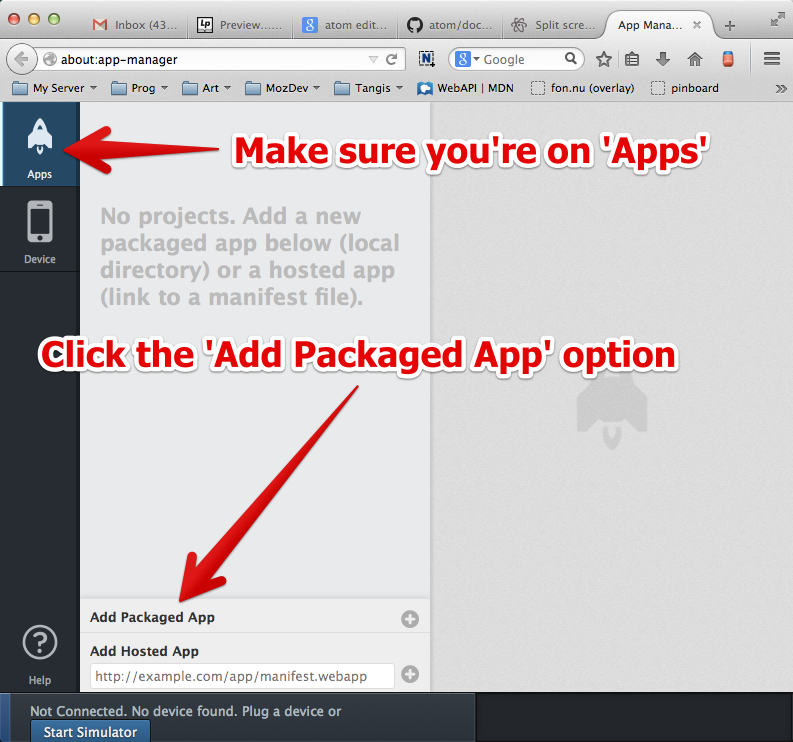 Inbox (43...
Lp
Preview....
8
atom edit...
atom/doc...
Split scre...
App Mana...
about:app-manager
N
8
Google
My Server
Prog
Art
MozDev
Tangis
WebAPI | MDN
fon.nu (overlay)
pinboard
Apps
Make sure you're on 'Apps'
Device
No projects. Add a new
packaged app below (local
directory) or a hosted app
(link to a manifest file).
Click the 'Add Packaged App' option
Add Packaged App
Add Hosted App
http://example.com/app/manifest.webapp
?
Help
Not Connected. No device found. Plug a device or
Start Simulator